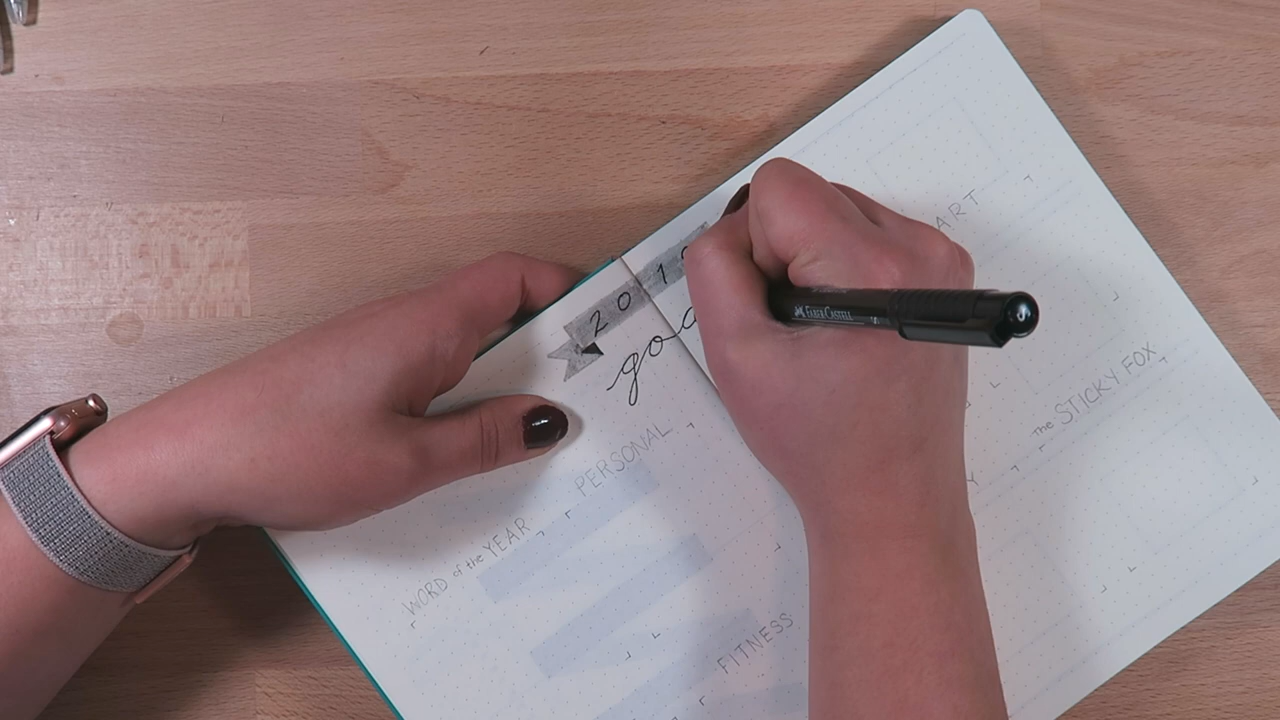 2 0 1
goa
PERSONAL
WORD of the YEAR
FITNESS
ART
the STICKY FOX
Y
FABER-CASTELL